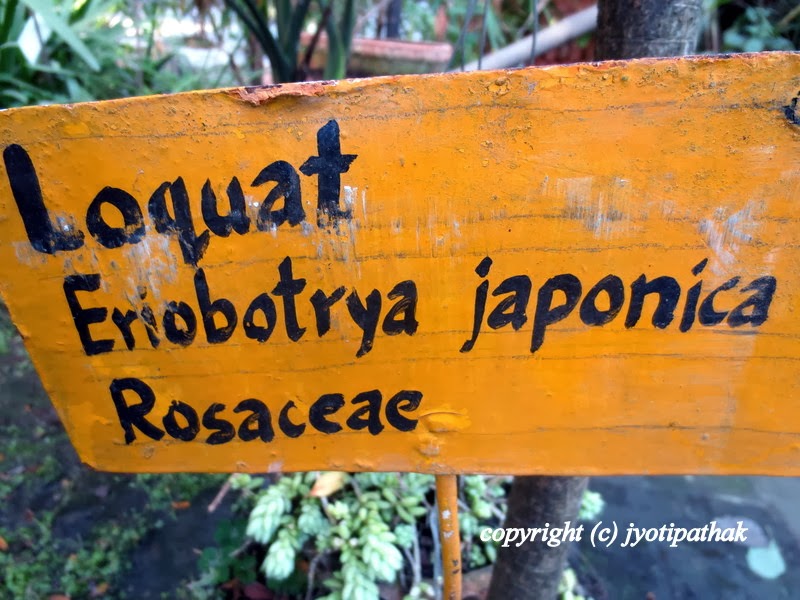 Loquat
Eriobotrya japonica
Rosaceae
copyright (c) jyotipathak